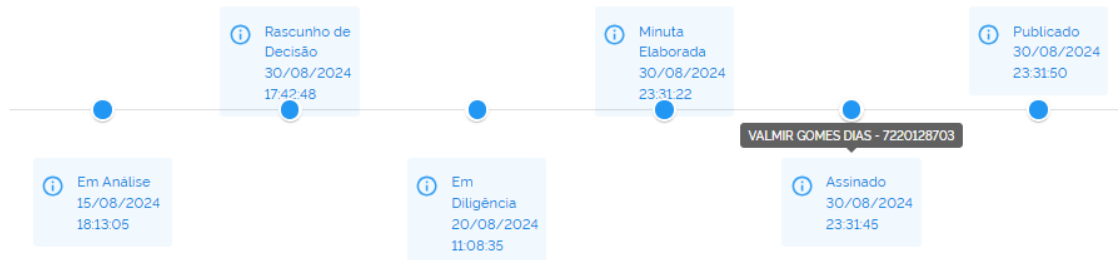 Rascunho de
Decisão
30/08/2024
17:42:48
Minuta
Elaborada
30/08/2024
23:31:22
Publicado
30/08/2024
23:31:50
VALMIR GOMES DIAS - 7220128703
Em Análise
15/08/2024
18:13:05
Em
Diligência
20/08/2024
11:08:35
Assinado
30/08/2024
23:31:45